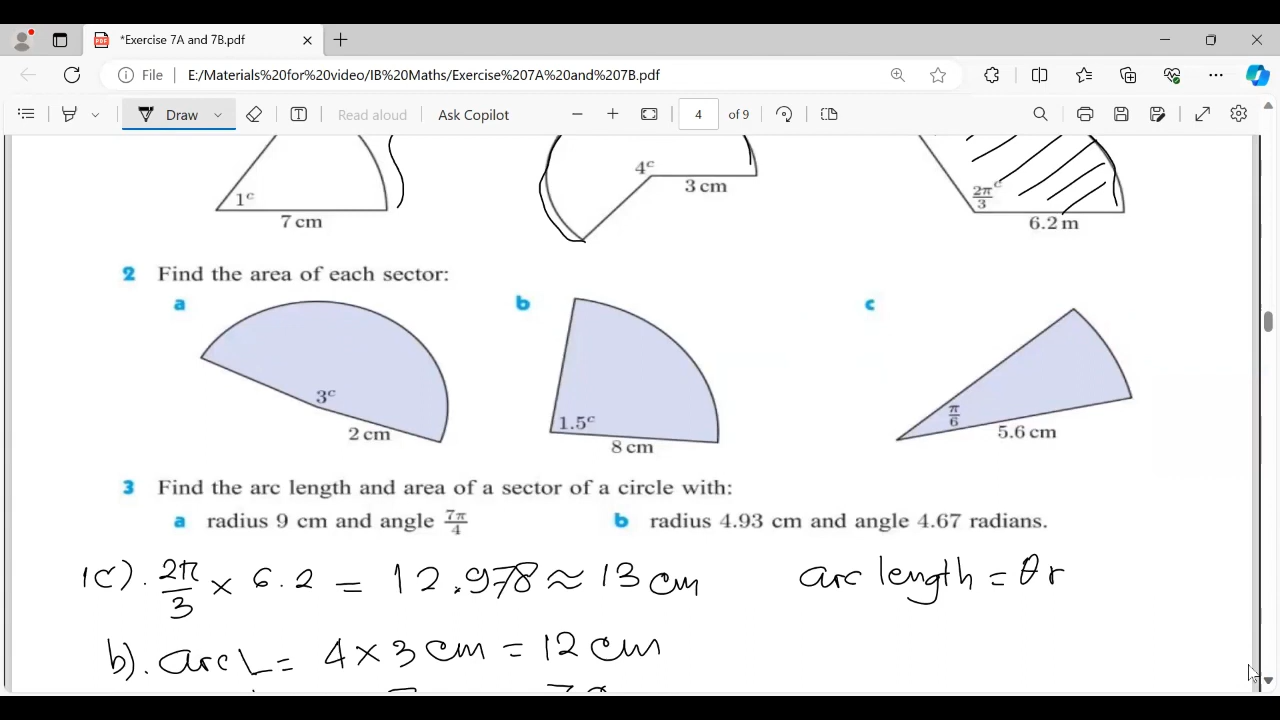 *Exercise 7A and 7B.pdf
File E:/Materials%20for%20video/IB%20Maths/Exercise%207A%20and%207B.pdf
Draw Read aloud Ask Copilot 4 of 9
1ᶜ 4ᶜ 2π/3 ᶜ
7 cm 3 cm 6.2 m
2 Find the area of each sector:
a b c
3ᶜ 1.5ᶜ π/6
2 cm 8 cm 5.6 cm
3 Find the arc length and area of a sector of a circle with:
a radius 9 cm and angle 7π/4 b radius 4.93 cm and angle 4.67 radians.
1c). 2π/3 × 6.2 = 12.978 ≈ 13 cm arc length = θr
b). arc L = 4 × 3 cm = 12 cm